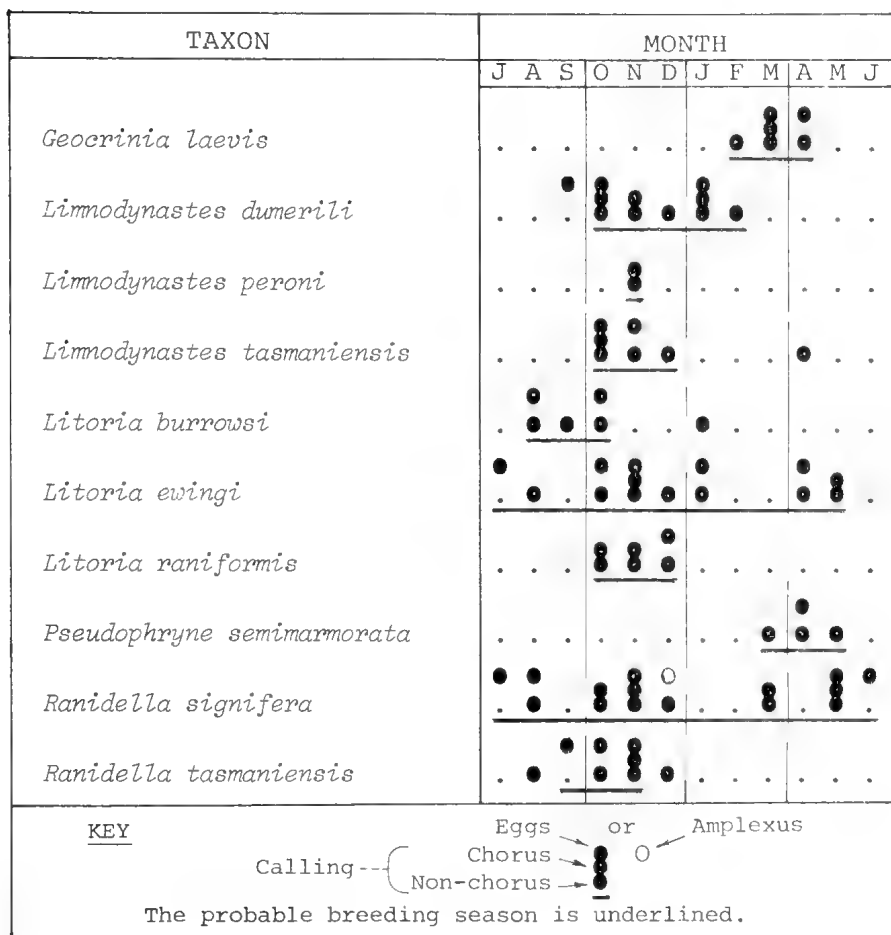 TAXON MONTH
J A S O N D J F M A M J
Geocrinia laevis
Limnodynastes dumerili
Limnodynastes peroni
Limnodynastes tasmaniensis
Litoria burrowsi
Litoria ewingi
Litoria raniformis
Pseudophryne semimarmorata
Ranidella signifera
Ranidella tasmaniensis
KEY
Eggs or Amplexus
Calling --- Chorus
Non-chorus
The probable breeding season is underlined.